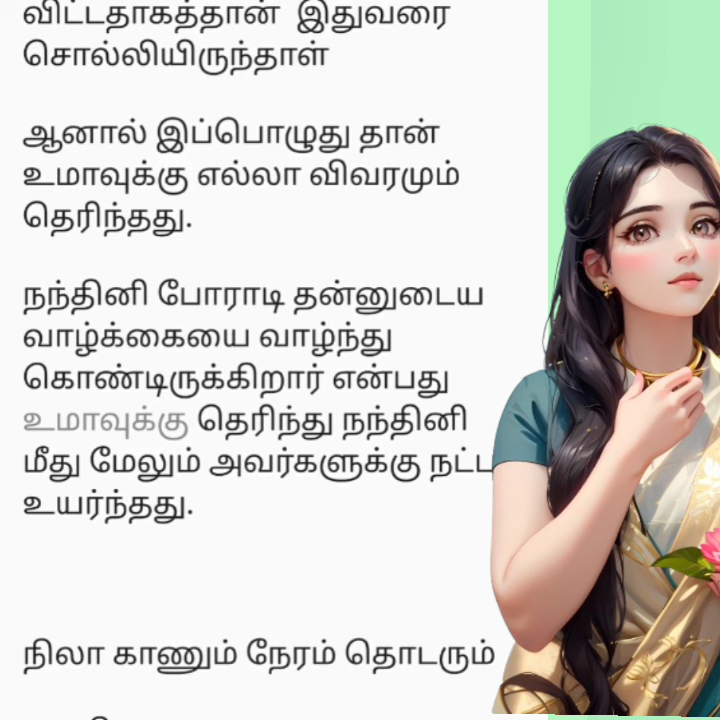 விட்டதாகத்தான் இதுவரை
சொல்லியிருந்தாள்
ஆனால் இப்பொழுது தான்
உமாவுக்கு எல்லா விவரமும்
தெரிந்தது.
நந்தினி போராடி தன்னுடைய
வாழ்க்கையை வாழ்ந்து
கொண்டிருக்கிறார் என்பது
உமாவுக்கு தெரிந்து நந்தினி
மீது மேலும் அவர்களுக்கு
உயர்ந்தது.
நிலா காணும் நேரம் தொடரும்